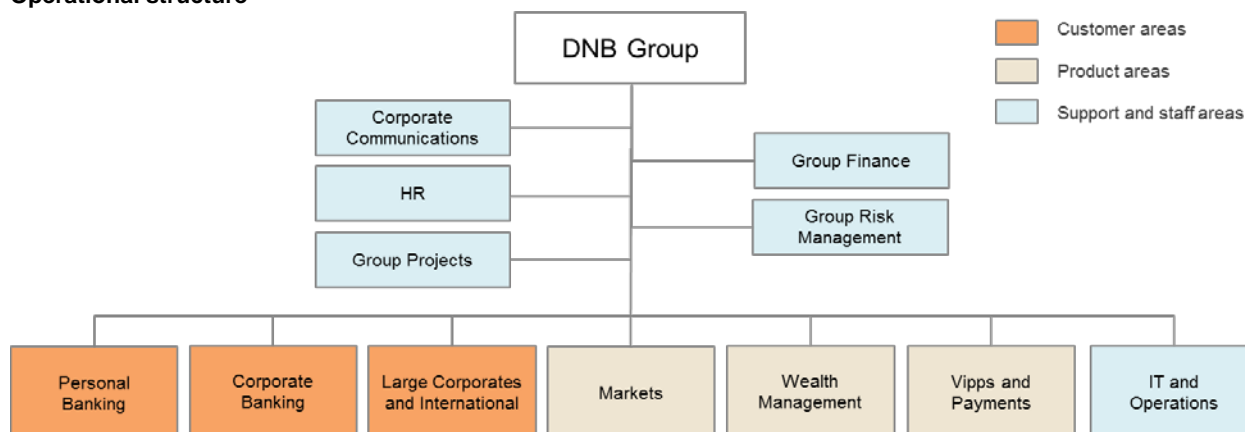 Operational structure
DNB Group
Customer areas
Product areas
Support and staff areas
Corporate
Communications
HR
Group Projects
Group Finance
Group Risk
Management
Personal
Banking
Corporate
Banking
Large Corporates
and International
Markets
Wealth
Management
Vipps and
Payments
IT and
Operations